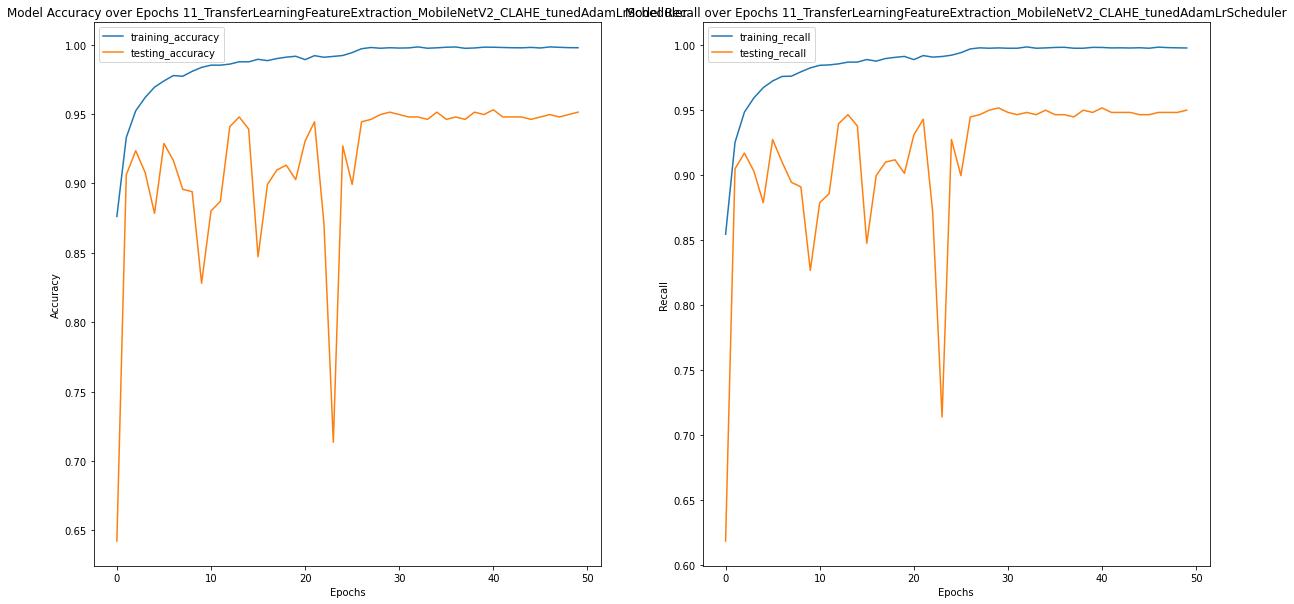 Model Accuracy over Epochs 11_TransferLearningFeatureExtraction_MobileNetV2_CLAHE_tunedAdamLrScheduler
Model Recall over Epochs 11_TransferLearningFeatureExtraction_MobileNetV2_CLAHE_tunedAdamLrScheduler
training_accuracy
testing_accuracy
1.00
0.95
0.90
0.85
0.80
0.75
0.70
0.65
Accuracy
0
10
20
30
40
50
Epochs
training_recall
testing_recall
1.00
0.95
0.90
0.85
0.80
0.75
0.70
0.65
0.60
Recall
0
10
20
30
40
50
Epochs